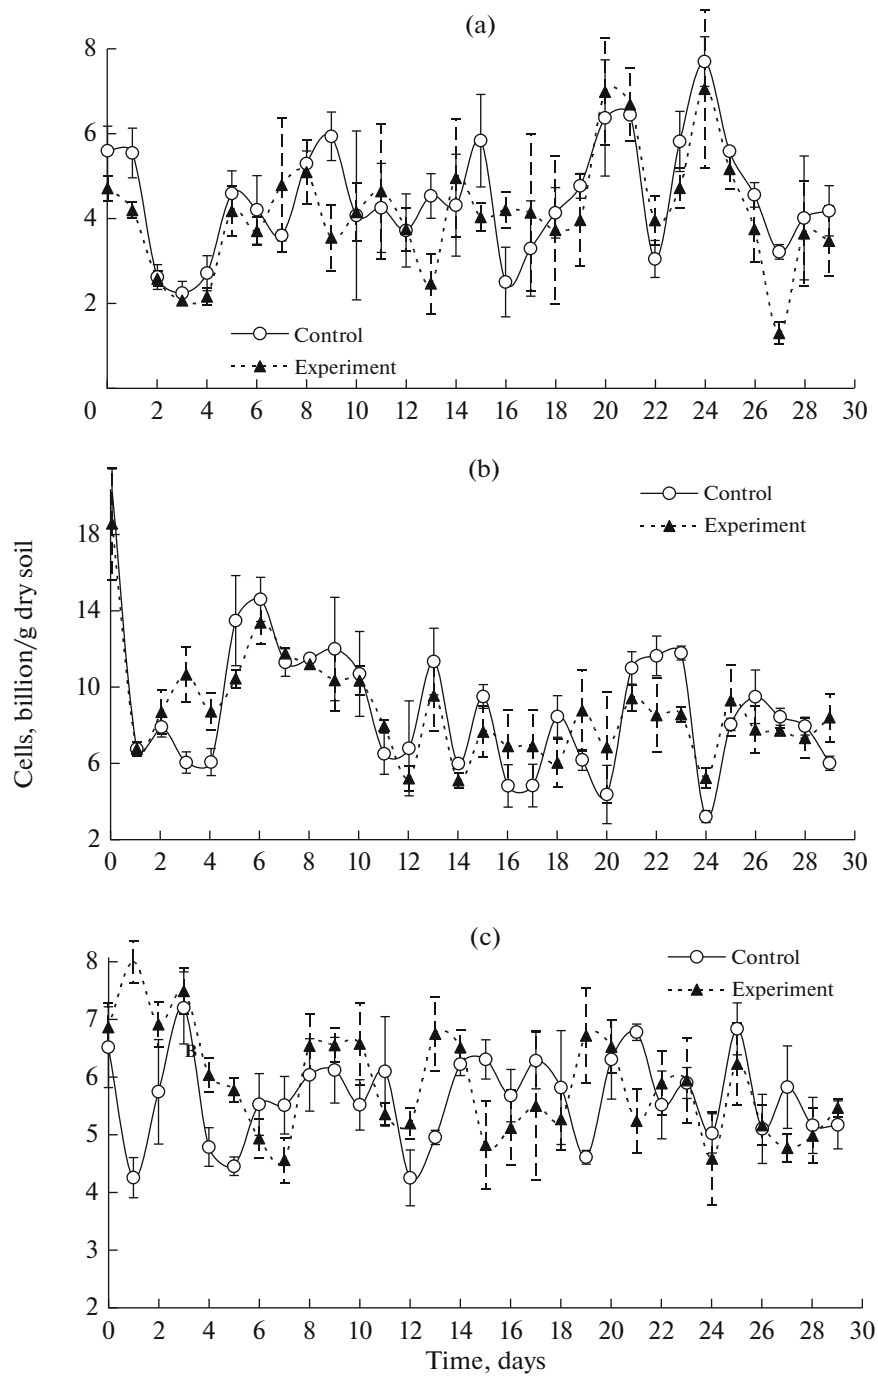 (a)
8
6
4
2
Control
Experiment
0 2 4 6 8 10 12 14 16 18 20 22 24 26 28 30
(b)
Control
Experiment
18
14
10
6
2
0 2 4 6 8 10 12 14 16 18 20 22 24 26 28 30
Cells, billion/g dry soil
(c)
Control
Experiment
8
7
B
6
5
4
3
2
0 2 4 6 8 10 12 14 16 18 20 22 24 26 28 30
Time, days